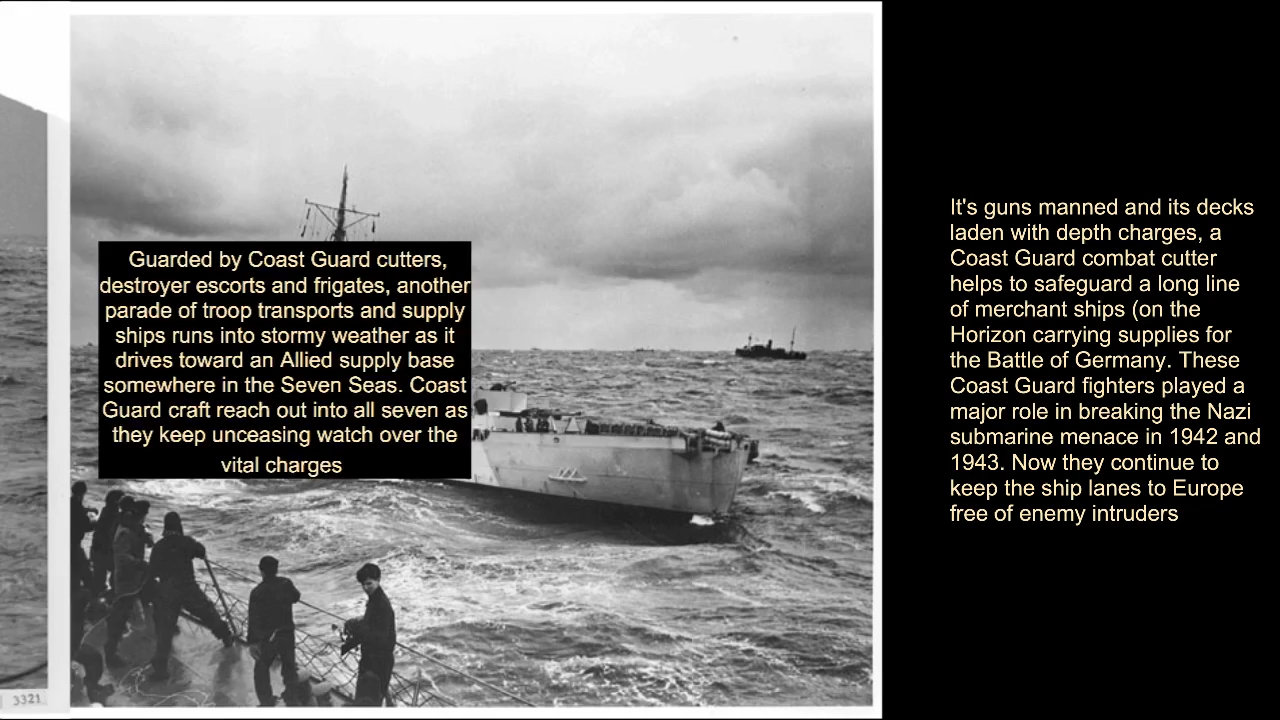 Guarded by Coast Guard cutters,
destroyer escorts and frigates, another
parade of troop transports and supply
ships runs into stormy weather as it
drives toward an Allied supply base
somewhere in the Seven Seas. Coast
Guard craft reach out into all seven as
they keep unceasing watch over the
vital charges
It's guns manned and its decks
laden with depth charges, a
Coast Guard combat cutter
helps to safeguard a long line
of merchant ships (on the
Horizon carrying supplies for
the Battle of Germany. These
Coast Guard fighters played a
major role in breaking the Nazi
submarine menace in 1942 and
1943. Now they continue to
keep the ship lanes to Europe
free of enemy intruders
3321